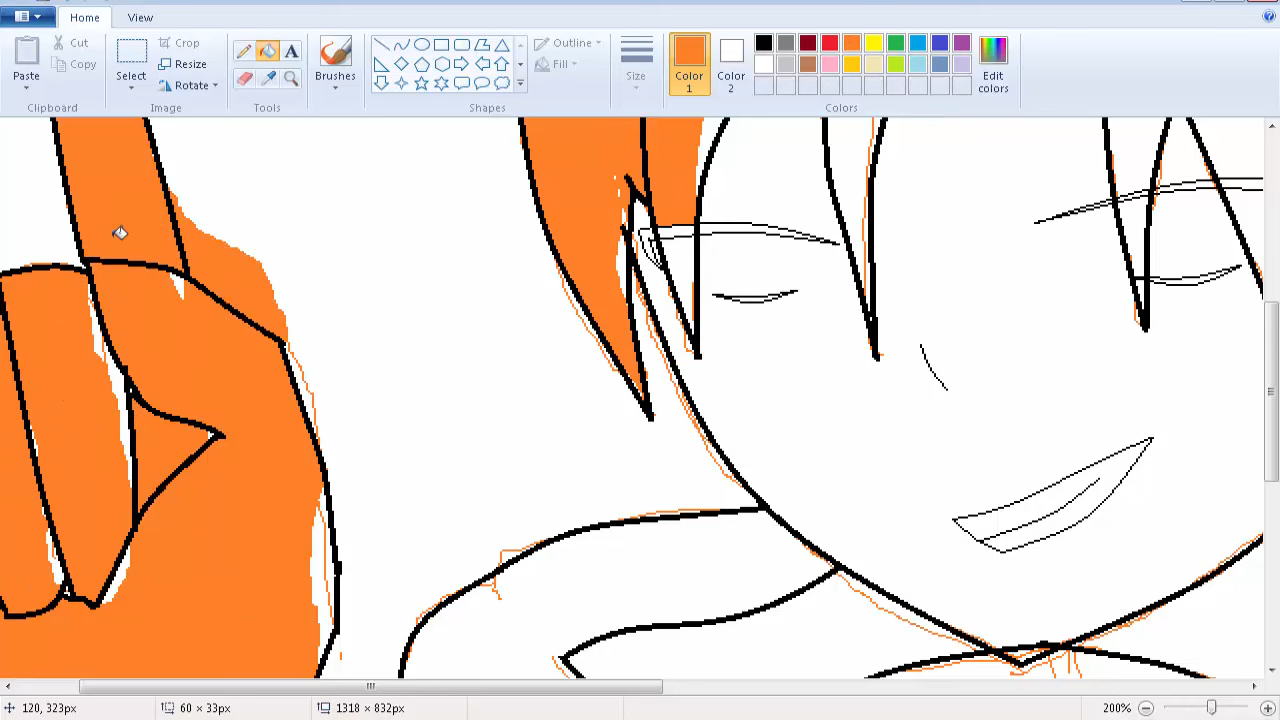 Home View
Paste
Cut
Copy
Clipboard
Select
Crop
Resize
Rotate
Image
A
Tools
Brushes
Outline
Fill
Shapes
Size
Color 1
Color 2
Edit colors
Colors
120, 323px
60 × 33px
1318 × 832px
200%